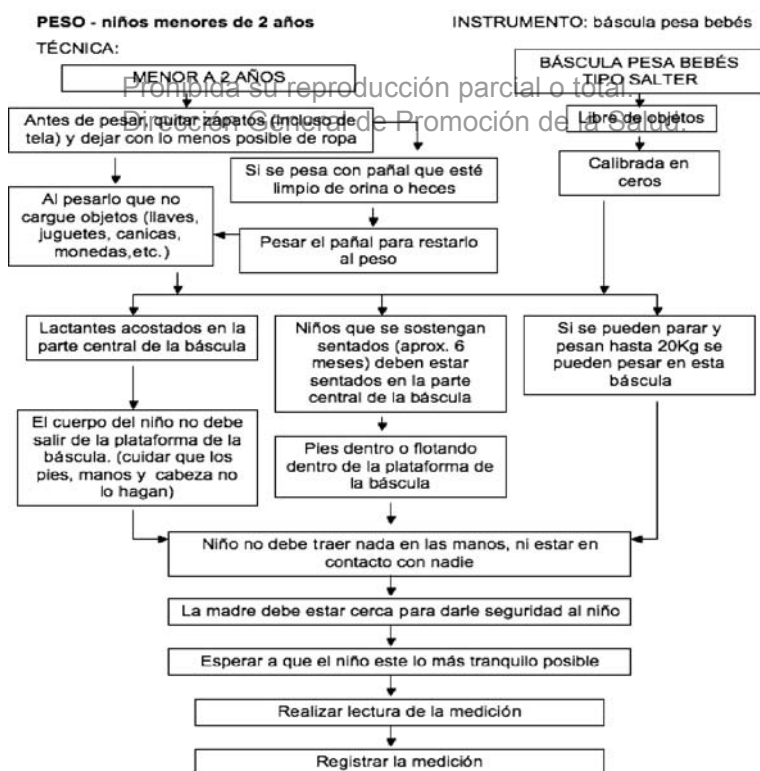 PESO - niños menores de 2 años
INSTRUMENTO: báscula pesa bebés
TÉCNICA:
MENOR A 2 AÑOS
BÁSCULA PESA BEBÉS
TIPO SALTER
Prohibida su reproducción parcial o total.
Dirección General de Promoción de la Salud.
Antes de pesar, quitar zapatos (incluso de
tela) y dejar con lo menos posible de ropa
Libre de objetos
Si se pesa con pañal que esté
limpio de orina o heces
Calibrada en
ceros
Al pesarlo que no
cargue objetos (llaves,
juguetes, canicas,
monedas,etc.)
Pesar el pañal para restarlo
al peso
Lactantes acostados en la
parte central de la báscula
Niños que se sostengan
sentados (aprox. 6
meses) deben estar
sentados en la parte
central de la báscula
Si se pueden parar y
pesan hasta 20Kg se
pueden pesar en esta
báscula
El cuerpo del niño no debe
salir de la plataforma de la
báscula. (cuidar que los
pies, manos y cabeza no
lo hagan)
Pies dentro o flotando
dentro de la plataforma de
la báscula
Niño no debe traer nada en las manos, ni estar en
contacto con nadie
La madre debe estar cerca para darle seguridad al niño
Esperar a que el niño este lo más tranquilo posible
Realizar lectura de la medición
Registrar la medición